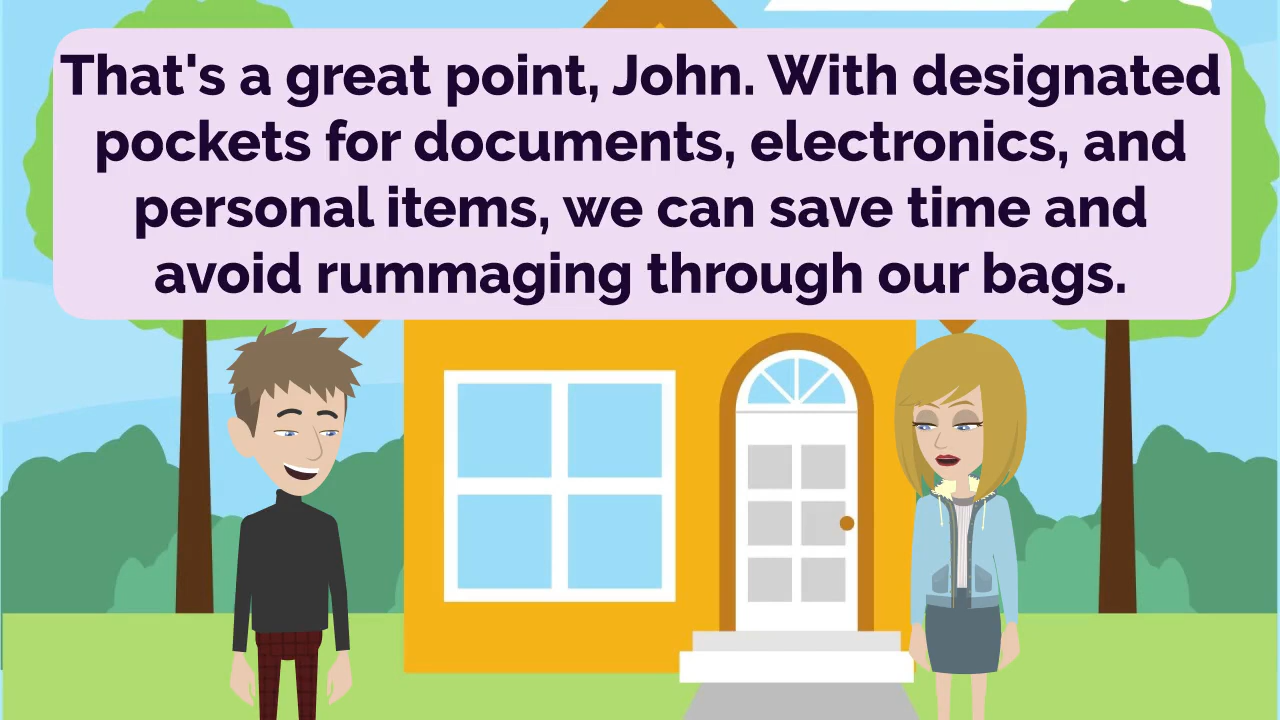 That's a great point, John. With designated
pockets for documents, electronics, and
personal items, we can save time and
avoid rummaging through our bags.